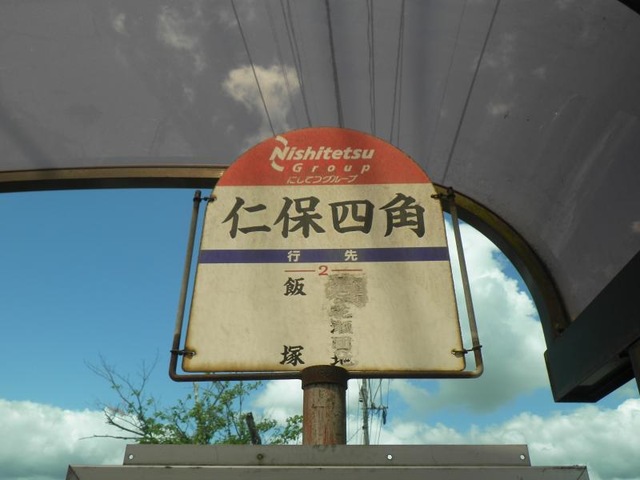 Nishitetsu
Group
にしてつグループ
仁保四角
行先
2
飯塚